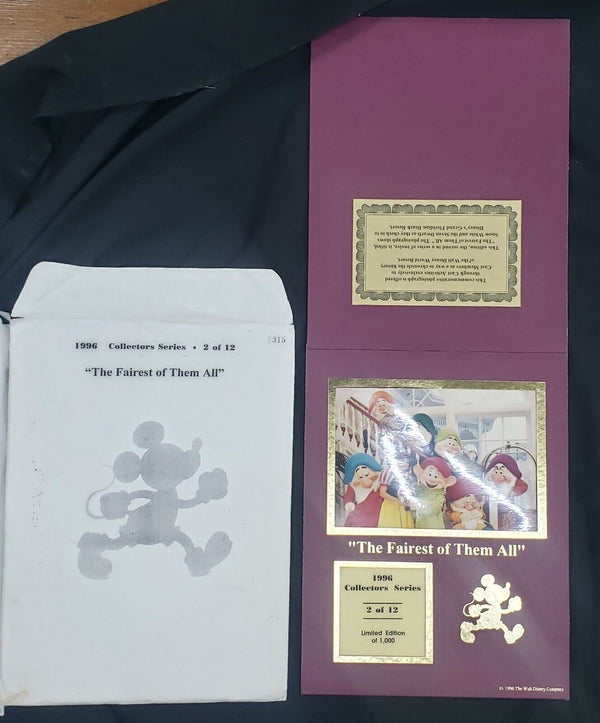 1996 Collectors Series • 2 of 12
0315
“The Fairest of Them All”
This commemorative photograph is offered
through Cast Activities exclusively to
Cast Members as a way to chronicle the history
of the Walt Disney World Resort.
This edition, the second in a series of twelve, is titled,
"The Fairest of Them All". The photograph shows
Snow White and the Seven Dwarfs as they check in to
Disney's Grand Floridian Beach Resort.
"The Fairest of Them All"
1996
Collectors Series
2 of 12
Limited Edition
of 1,000
© 1996 The Walt Disney Company